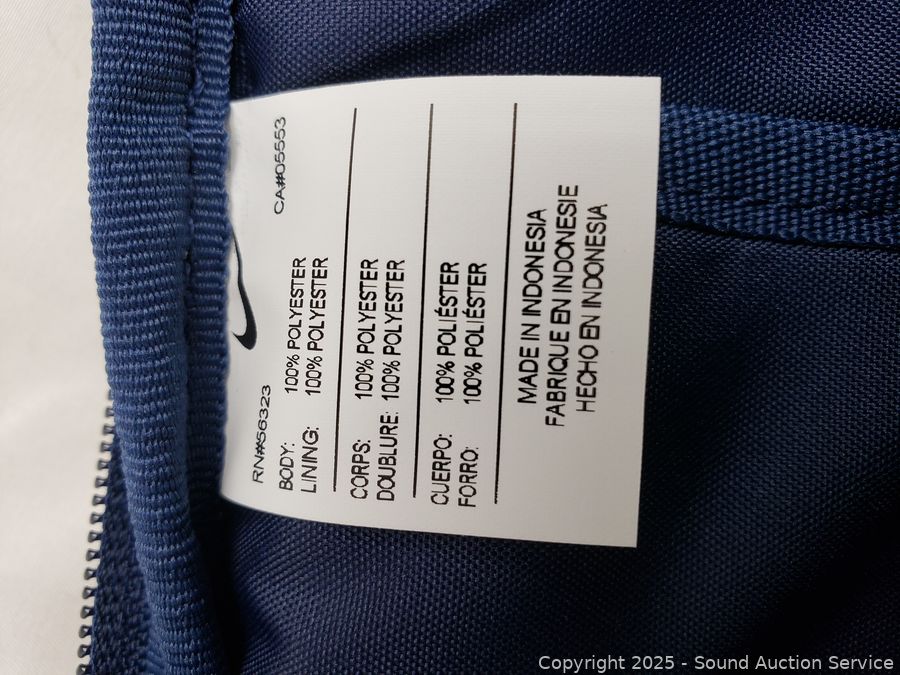 RN#56323 CA#05553
BODY: 100% POLYESTER
LINING: 100% POLYESTER
CORPS: 100% POLYESTER
DOUBLURE: 100% POLYESTER
CUERPO: 100% POLIÉSTER
FORRO: 100% POLIÉSTER
MADE IN INDONESIA
FABRIQUE EN INDONESIE
HECHO EN INDONESIA
Copyright 2025 - Sound Auction Service